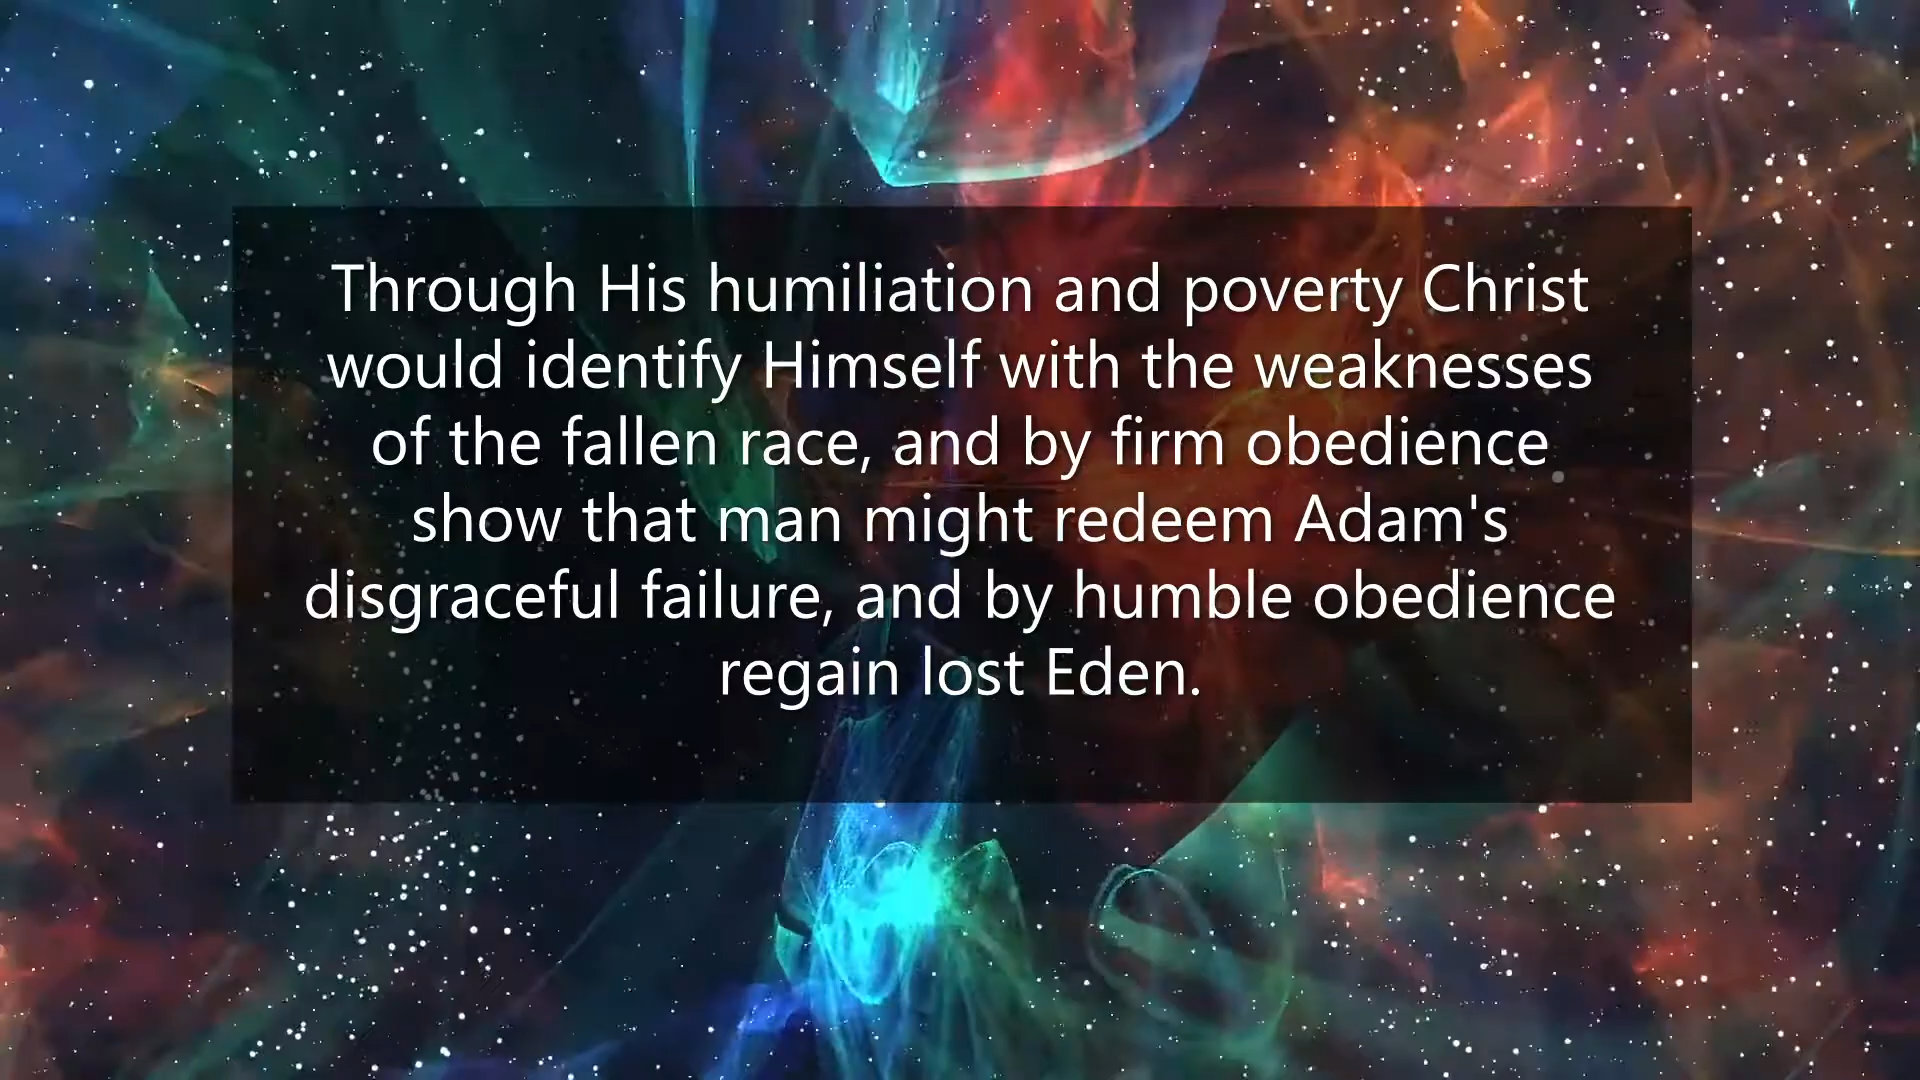 Through His humiliation and poverty Christ
would identify Himself with the weaknesses
of the fallen race, and by firm obedience
show that man might redeem Adam's
disgraceful failure, and by humble obedience
regain lost Eden.